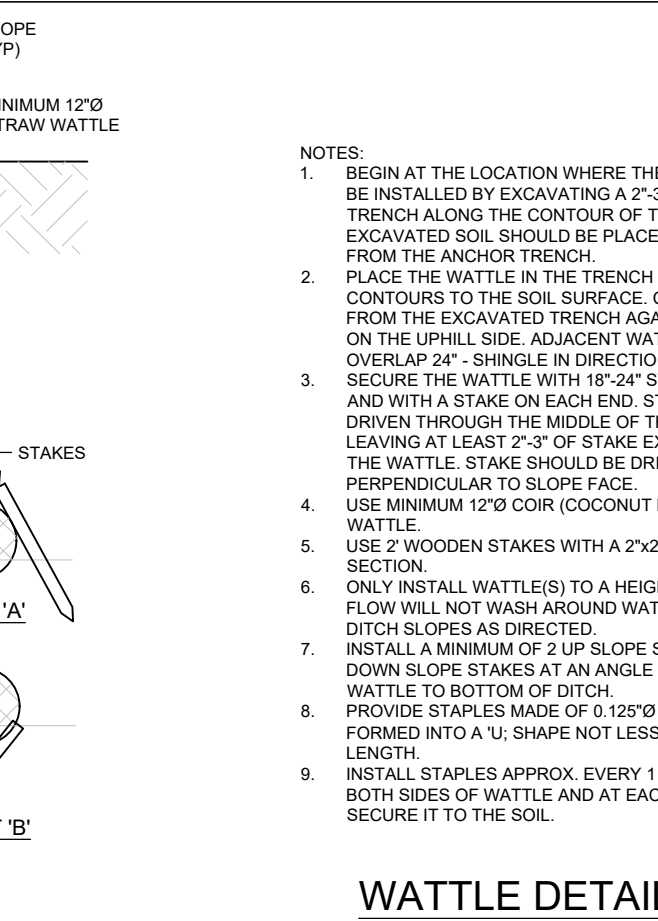 NOTES:
1. BEGIN AT THE LOCATION WHERE THE
BE INSTALLED BY EXCAVATING A 2"-3
TRENCH ALONG THE CONTOUR OF T
EXCAVATED SOIL SHOULD BE PLACE
FROM THE ANCHOR TRENCH.
2. PLACE THE WATTLE IN THE TRENCH
CONTOURS TO THE SOIL SURFACE. C
FROM THE EXCAVATED TRENCH AGA
ON THE UPHILL SIDE. ADJACENT WAT
OVERLAP 24" - SHINGLE IN DIRECTIO
3. SECURE THE WATTLE WITH 18"-24" S
AND WITH A STAKE ON EACH END. ST
DRIVEN THROUGH THE MIDDLE OF T
LEAVING AT LEAST 2"-3" OF STAKE EX
THE WATTLE. STAKE SHOULD BE DRI
PERPENDICULAR TO SLOPE FACE.
4. USE MINIMUM 12"Ø COIR (COCONUT
WATTLE.
5. USE 2' WOODEN STAKES WITH A 2"x2
SECTION.
6. ONLY INSTALL WATTLE(S) TO A HEIG
FLOW WILL NOT WASH AROUND WAT
DITCH SLOPES AS DIRECTED.
7. INSTALL A MINIMUM OF 2 UP SLOPE S
DOWN SLOPE STAKES AT AN ANGLE
WATTLE TO BOTTOM OF DITCH.
8. PROVIDE STAPLES MADE OF 0.125"Ø
FORMED INTO A 'U; SHAPE NOT LESS
LENGTH.
9. INSTALL STAPLES APPROX. EVERY 1
BOTH SIDES OF WATTLE AND AT EAC
SECURE IT TO THE SOIL.
OPE
YP)
NIMUM 12"Ø
TRAW WATTLE
STAKES
'A'
'B'
WATTLE DETAI